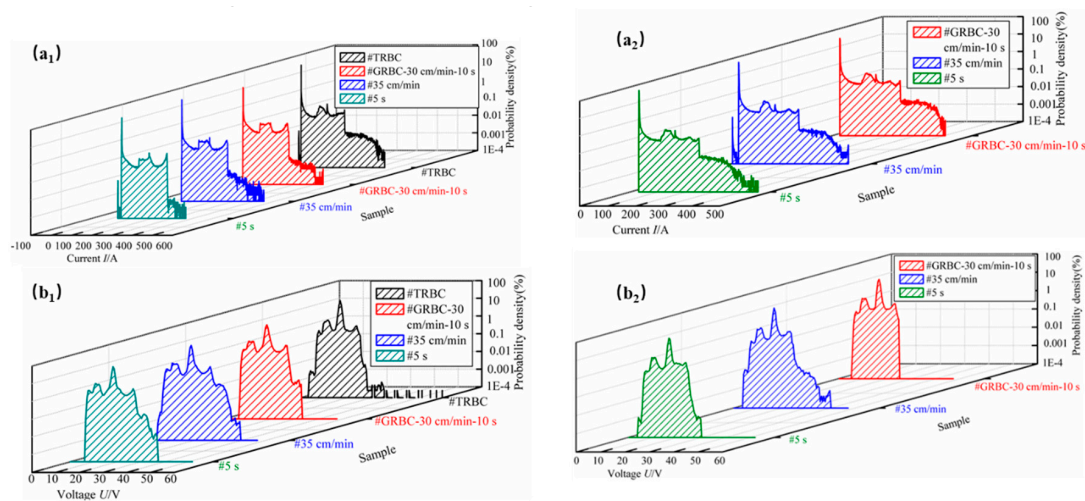 (a₁)
#TRBC
#GRBC-30 cm/min-10 s
#35 cm/min
#5 s
100
10
1
0.1
0.001
1E-4
Probability density(%)
#TRBC
#GRBC-30 cm/min-10 s
#35 cm/min
#5 s
Sample
-100 0 100 200 300 400 500 600
Current I/A
(a₂)
#GRBC-30
cm/min-10 s
#35 cm/min
#5 s
100
10
1
0.1
0.001
1E-4
Probability density(%)
#GRBC-30 cm/min-10 s
#35 cm/min
#5 s
Sample
0 100 200 300 400 500
Current I/A
(b₁)
#TRBC
#GRBC-30
cm/min-10 s
#35 cm/min
#5 s
100
10
1
0.1
0.001
1E-4
Probability density(%)
#TRBC
#GRBC-30 cm/min-10 s
#35 cm/min
#5 s
Sample
0 10 20 30 40 50 60
Voltage U/V
(b₂)
#GRBC-30 cm/min-10 s
#35 cm/min
#5 s
100
10
1
0.1
0.01
0.001
1E-4
Probability density(%)
#GRBC-30 cm/min-10 s
#35 cm/min
#5 s
Sample
0 10 20 30 40 50 60
Voltage U/V